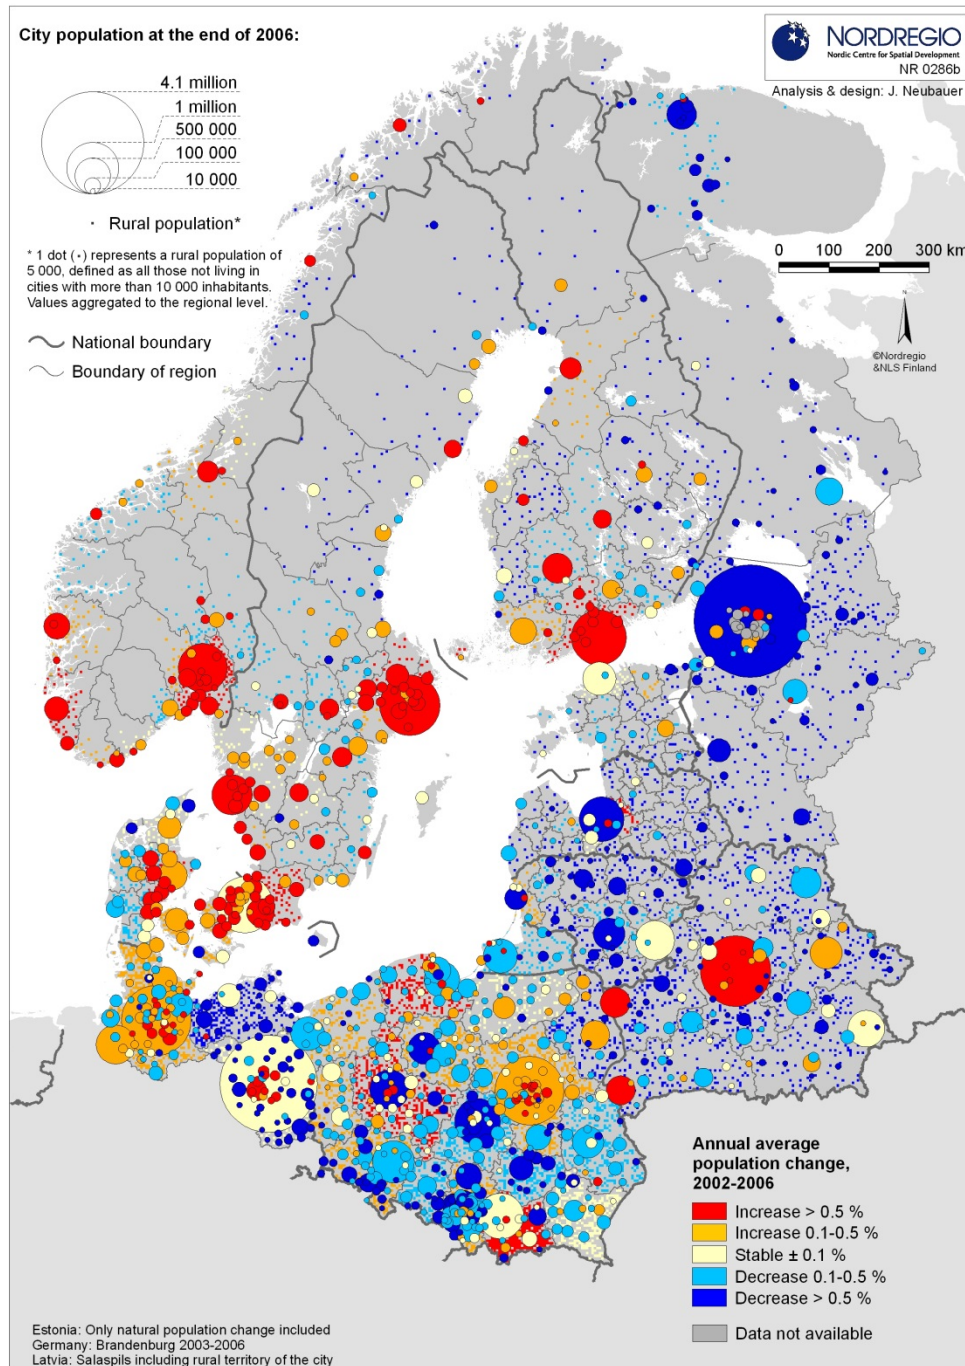 City population at the end of 2006:
4.1 million
1 million
500 000
100 000
10 000
Rural population*
* 1 dot (▪) represents a rural population of
5 000, defined as all those not living in
cities with more than 10 000 inhabitants.
Values aggregated to the regional level.
National boundary
Boundary of region
NORDREGIO
Nordic Centre for Spatial Development
NR 0286b
Analysis & design: J. Neubauer
0 100 200 300 km
N
©Nordregio
&NLS Finland
Annual average
population change,
2002-2006
Increase > 0.5 %
Increase 0.1-0.5 %
Stable ± 0.1 %
Decrease 0.1-0.5 %
Decrease > 0.5 %
Data not available
Estonia: Only natural population change included
Germany: Brandenburg 2003-2006
Latvia: Salaspils including rural territory of the city